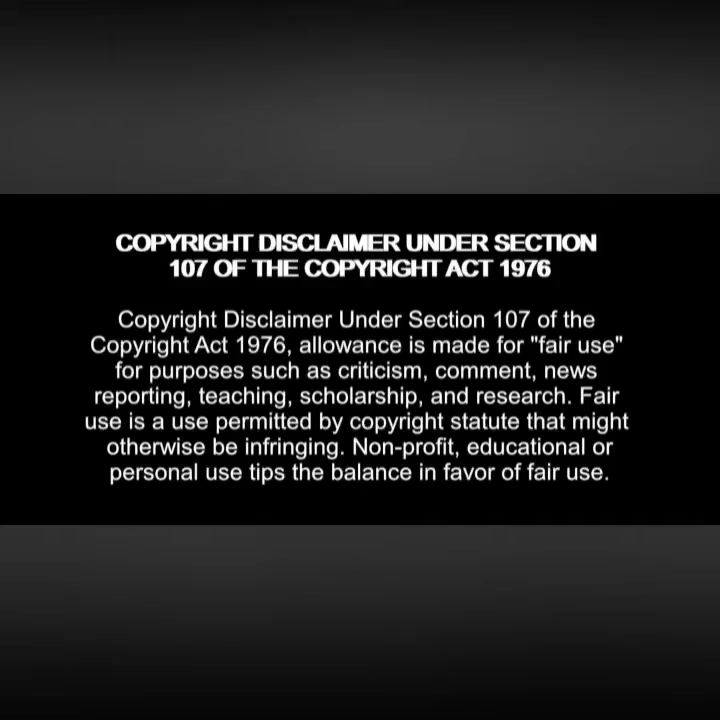 COPYRIGHT DISCLAIMER UNDER SECTION
107 OF THE COPYRIGHT ACT 1976
Copyright Disclaimer Under Section 107 of the
Copyright Act 1976, allowance is made for "fair use"
for purposes such as criticism, comment, news
reporting, teaching, scholarship, and research. Fair
use is a use permitted by copyright statute that might
otherwise be infringing. Non-profit, educational or
personal use tips the balance in favor of fair use.